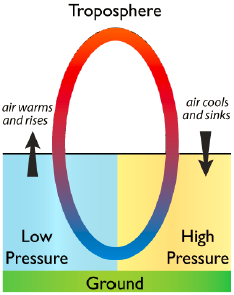 Troposphere
air warms
and rises
air cools
and sinks
Low
Pressure
High
Pressure
Ground